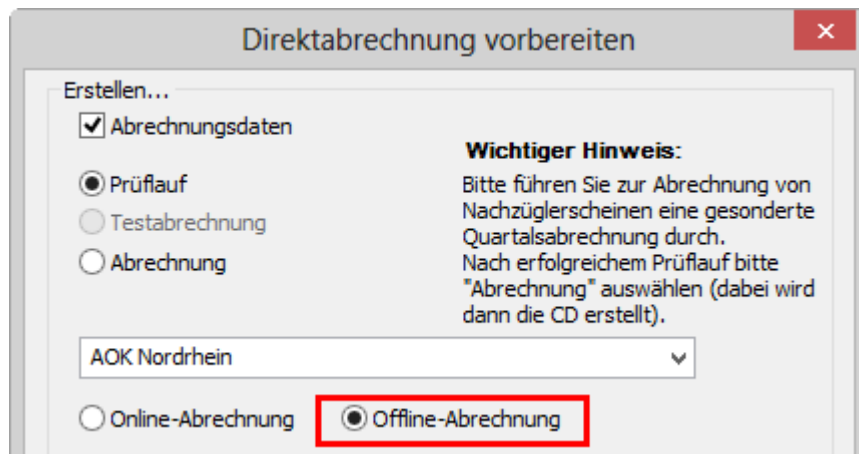 Direktabrechnung vorbereiten
Erstellen...
Abrechnungsdaten
Prüflauf
Testabrechnung
Abrechnung
Wichtiger Hinweis:
Bitte führen Sie zur Abrechnung von
Nachzüglerscheinen eine gesonderte
Quartalsabrechnung durch.
Nach erfolgreichem Prüflauf bitte
"Abrechnung" auswählen (dabei wird
dann die CD erstellt).
AOK Nordrhein
Online-Abrechnung
Offline-Abrechnung